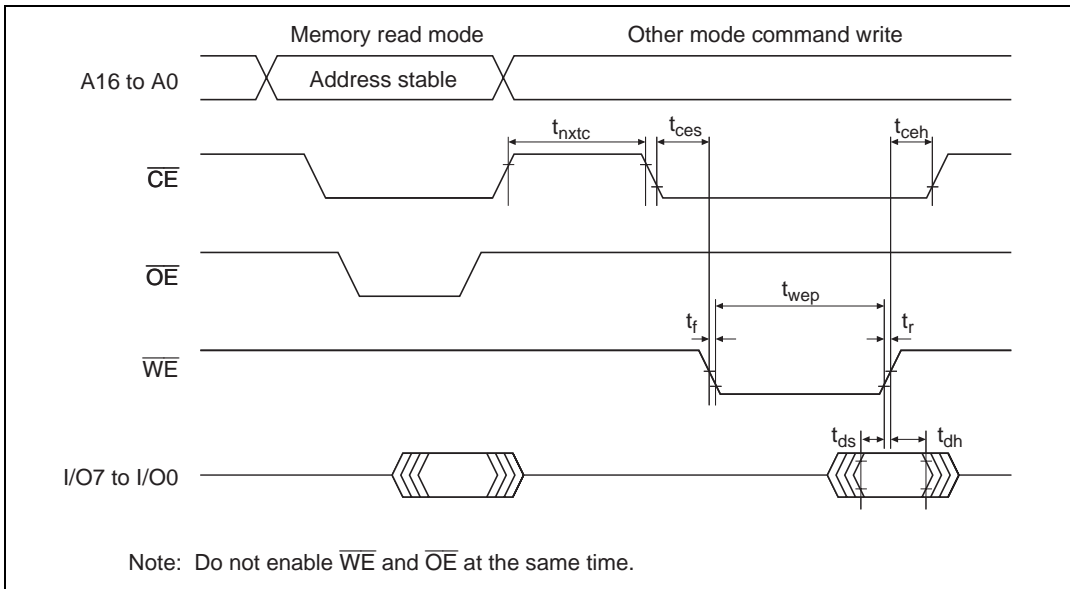 Memory read mode
Other mode command write
A16 to A0
Address stable
tnxtc
tces
tceh
CE
OE
twep
tf
tr
WE
tds
tdh
I/O7 to I/O0
Note: Do not enable WE and OE at the same time.